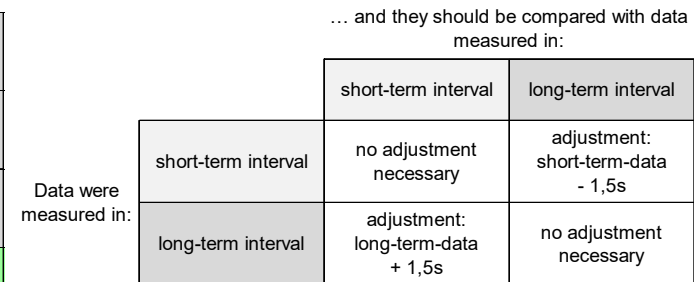 … and they should be compared with data
measured in:
short-term interval
long-term interval
Data were
measured in:
short-term interval
no adjustment
necessary
adjustment:
short-term-data
- 1,5s
long-term interval
adjustment:
long-term-data
+ 1,5s
no adjustment
necessary